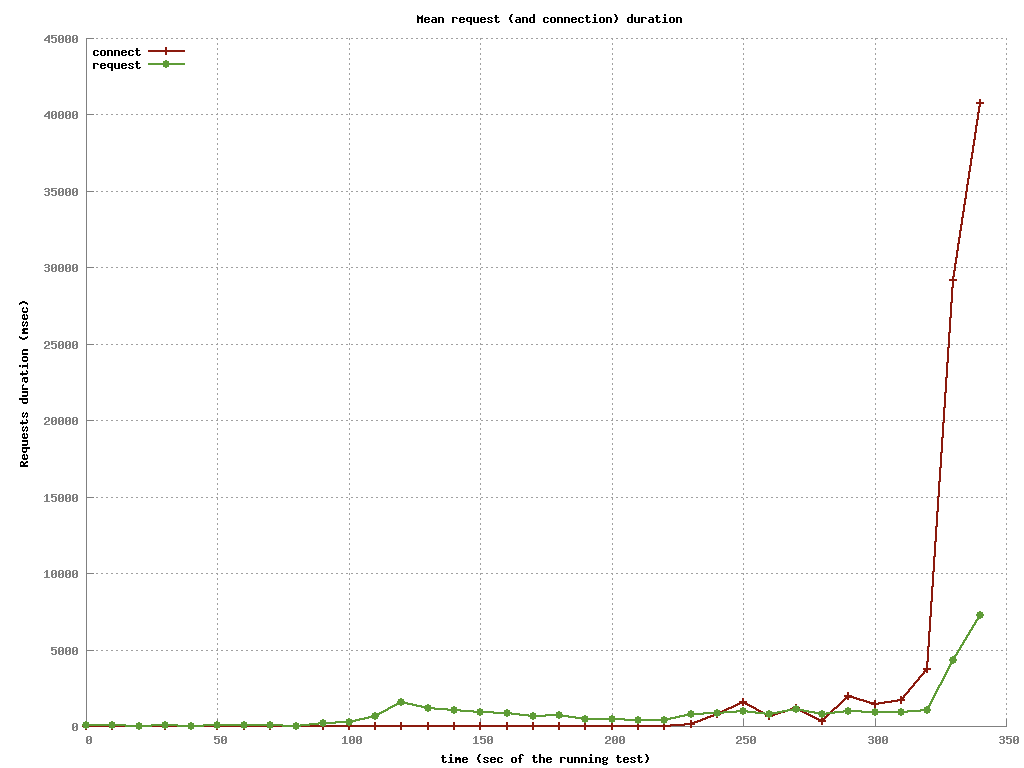 Mean request (and connection) duration
connect
request
45000
40000
35000
30000
25000
20000
15000
10000
5000
0
Requests duration (msec)
0 50 100 150 200 250 300 350
time (sec of the running test)